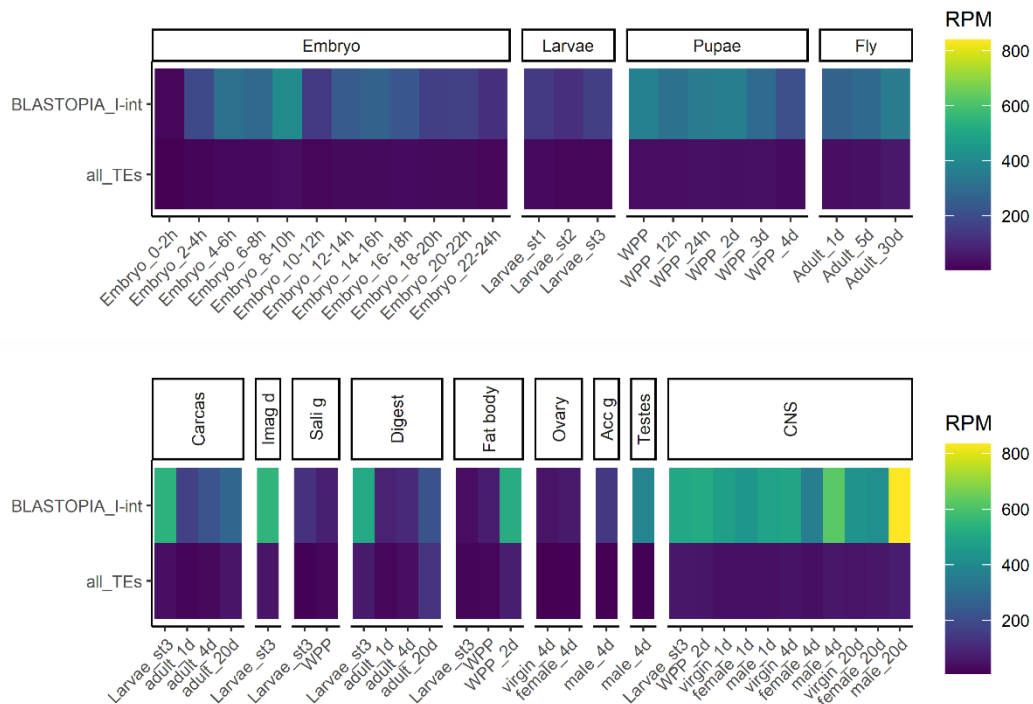 RPM
Embryo
Larvae
Pupae
Fly
BLASTOPIA_I-int
all_TEs
Embryo_0-2h
Embryo_2-4h
Embryo_4-6h
Embryo_6-8h
Embryo_8-10h
Embryo_10-12h
Embryo_12-14h
Embryo_14-16h
Embryo_16-18h
Embryo_18-20h
Embryo_20-22h
Embryo_22-24h
Larvae_st1
Larvae_st2
Larvae_st3
WPP
WPP_12h
WPP_24h
WPP_2d
WPP_3d
WPP_4d
Adult_1d
Adult_5d
Adult_30d
800
600
400
200
Carcas
Imag d
Sali g
Digest
Fat body
Ovary
Acc g
Testes
CNS
RPM
BLASTOPIA_I-int
all_TEs
Larvae_st3
adult_1d
adult_4d
adult_20d
Larvae_st3
Larvae_st3
WPP
Larvae_st3
adult_1d
adult_4d
adult_20d
Larvae_st3
WPP
WPP_2d
virgin_4d
female_4d
male_4d
male_4d
Larvae_st3
WPP_2d
virgin_1d
female_1d
male_1d
virgin_4d
female_4d
male_4d
virgin_20d
female_20d
male_20d
800
600
400
200